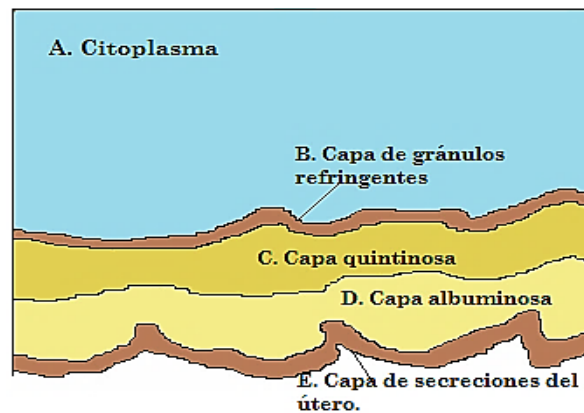 A. Citoplasma
B. Capa de gránulos
refringentes
C. Capa quintinosa
D. Capa albuminosa
E. Capa de secreciones del
útero.